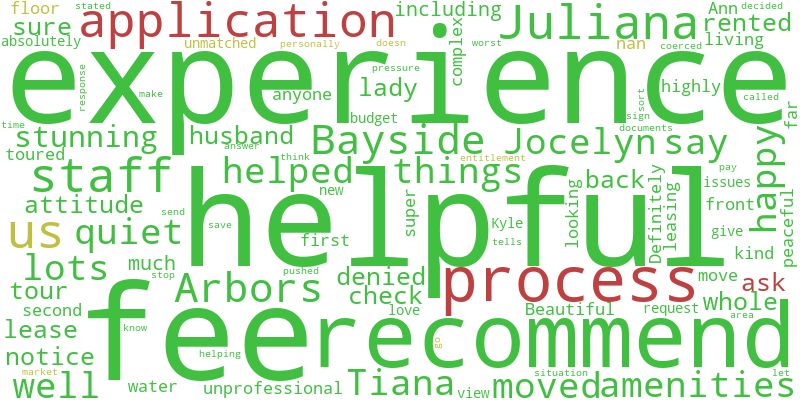 floor
stated
application
including
Ann
decided
sure
Juliana
rented
absolutely
unmatched
personally
doesn
complex
worst
nan
coerced
living
experience
response
make
pressure
lady
anyone
highly
called
sort
far
time
stunning
husband
budget
sign
documents
Bayside
Jocelyn
say
happy
toured
answer
think
entitlement
staff
helped
things
pay
attitude
new
super
Kyle
looking
back
Definitely
leasing
issues
front
peaceful
send
save
helpful
give
us
quiet
first
tells
kind
lots
much
stop
pushed
denied
process
move
ask
tour
Arbors
check
whole
second
fee
love
Beautiful
request
area
lease
know
recommend
go
notice
helping
market
well
water
unprofessional
Tiana
view
moved
situation
amenities
let